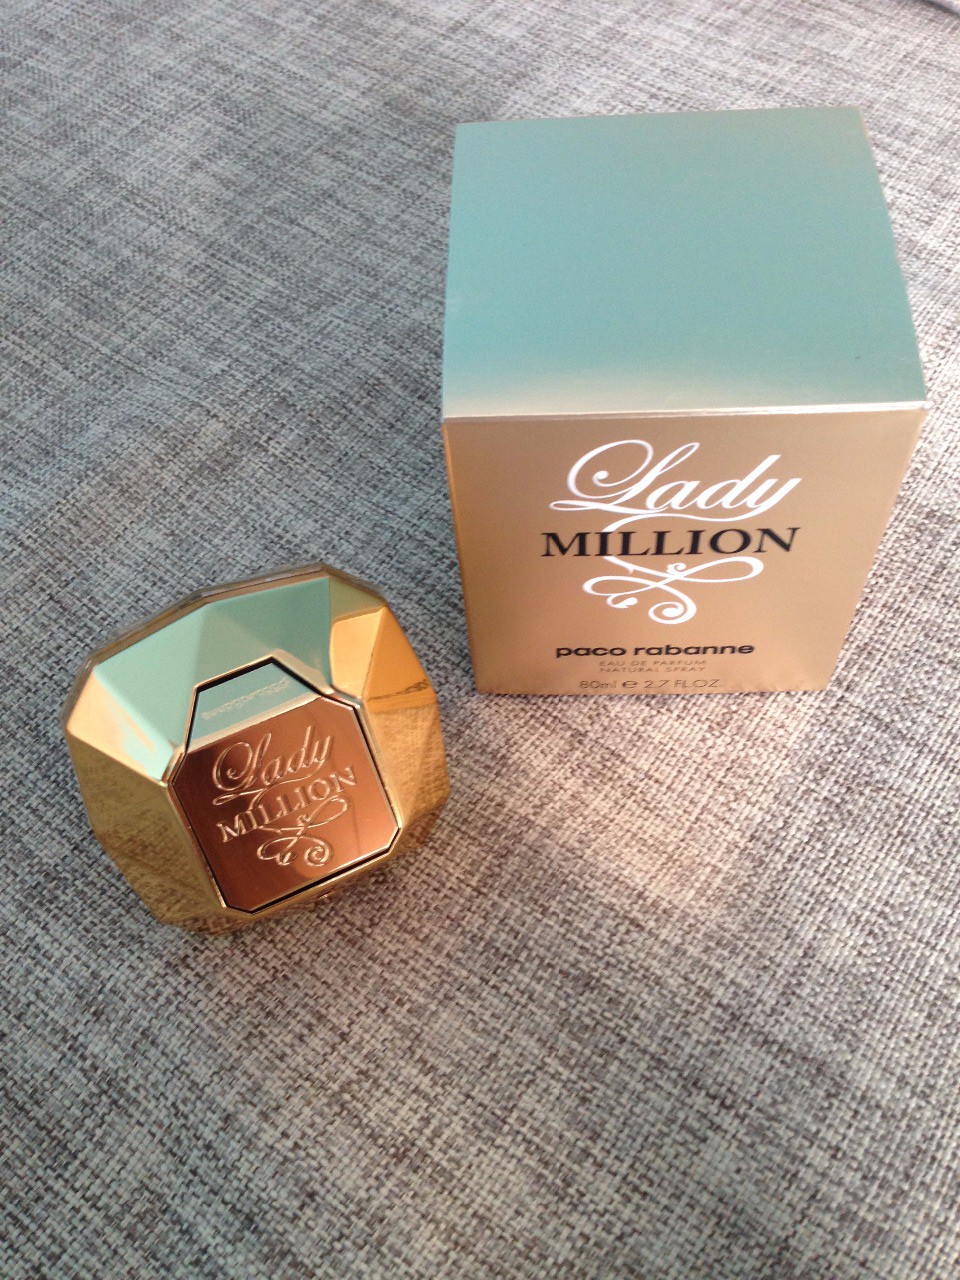 Lady
MILLION
paco rabanne
EAU DE PARFUM
NATURAL SPRAY
80ml ℮ 2.7 FL.OZ.
Lady
MILLION